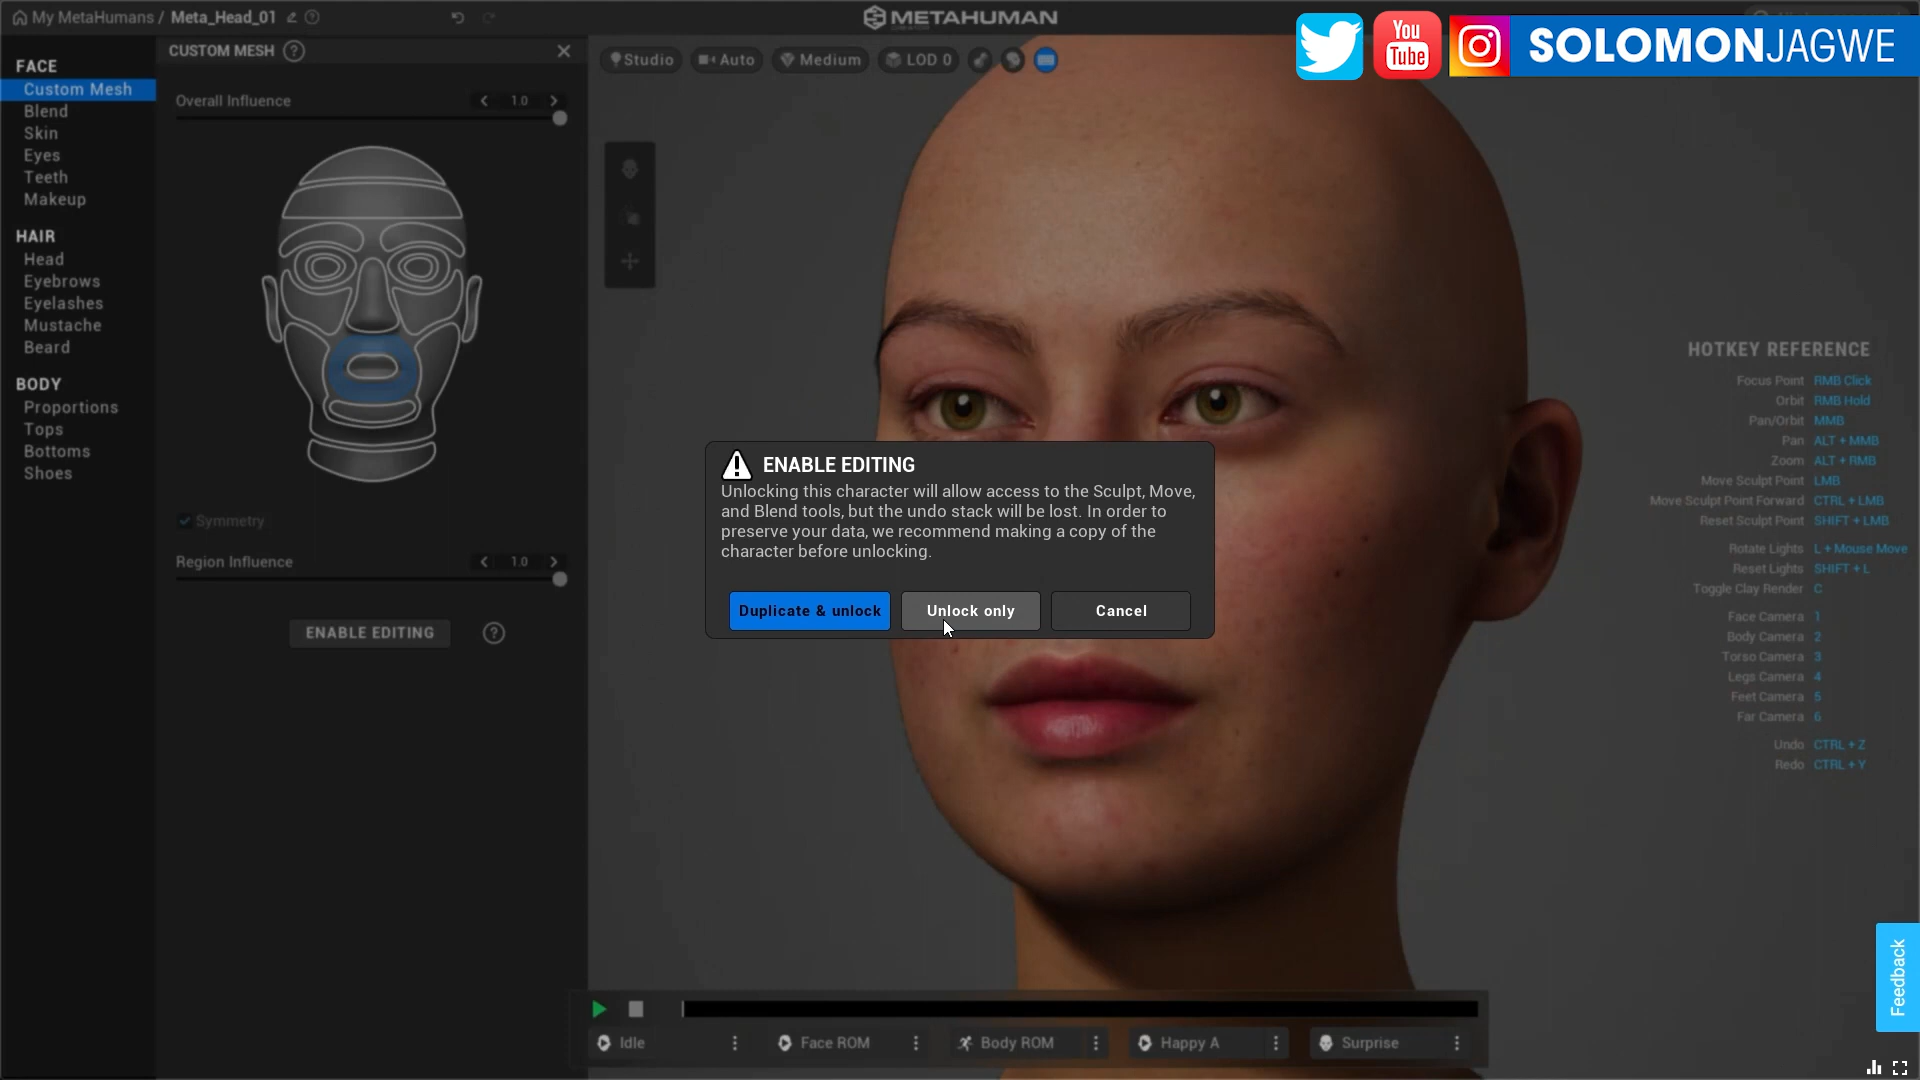 My MetaHumans / Meta_Head_01
METAHUMAN
SOLOMONJAGWE
You
Tube
FACE
Custom Mesh
Blend
Skin
Eyes
Teeth
Makeup
HAIR
Head
Eyebrows
Eyelashes
Mustache
Beard
BODY
Proportions
Tops
Bottoms
Shoes
CUSTOM MESH
Overall Influence
1.0
Symmetry
Region Influence
1.0
ENABLE EDITING
Studio
Auto
Medium
LOD 0
ENABLE EDITING
Unlocking this character will allow access to the Sculpt, Move,
and Blend tools, but the undo stack will be lost. In order to
preserve your data, we recommend making a copy of the
character before unlocking.
Duplicate & unlock
Unlock only
Cancel
HOTKEY REFERENCE
Focus Point RMB Click
Orbit RMB Hold
Pan/Orbit MMB
Pan ALT + MMB
Zoom ALT + RMB
Move Sculpt Point LMB
Move Sculpt Point Forward CTRL + LMB
Reset Sculpt Point SHIFT + LMB
Rotate Lights L + Mouse Move
Reset Lights SHIFT + L
Toggle Clay Render C
Face Camera 1
Body Camera 2
Torso Camera 3
Legs Camera 4
Feet Camera 5
Far Camera 6
Undo CTRL + Z
Redo CTRL + Y
Feedback
Idle
Face ROM
Body ROM
Happy A
Surprise